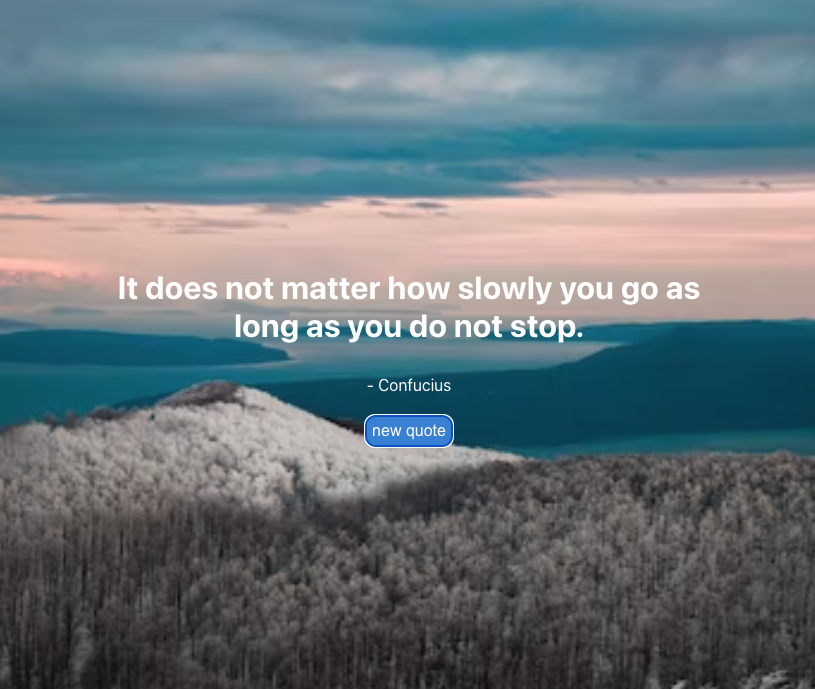 It does not matter how slowly you go as
long as you do not stop.
- Confucius
new quote